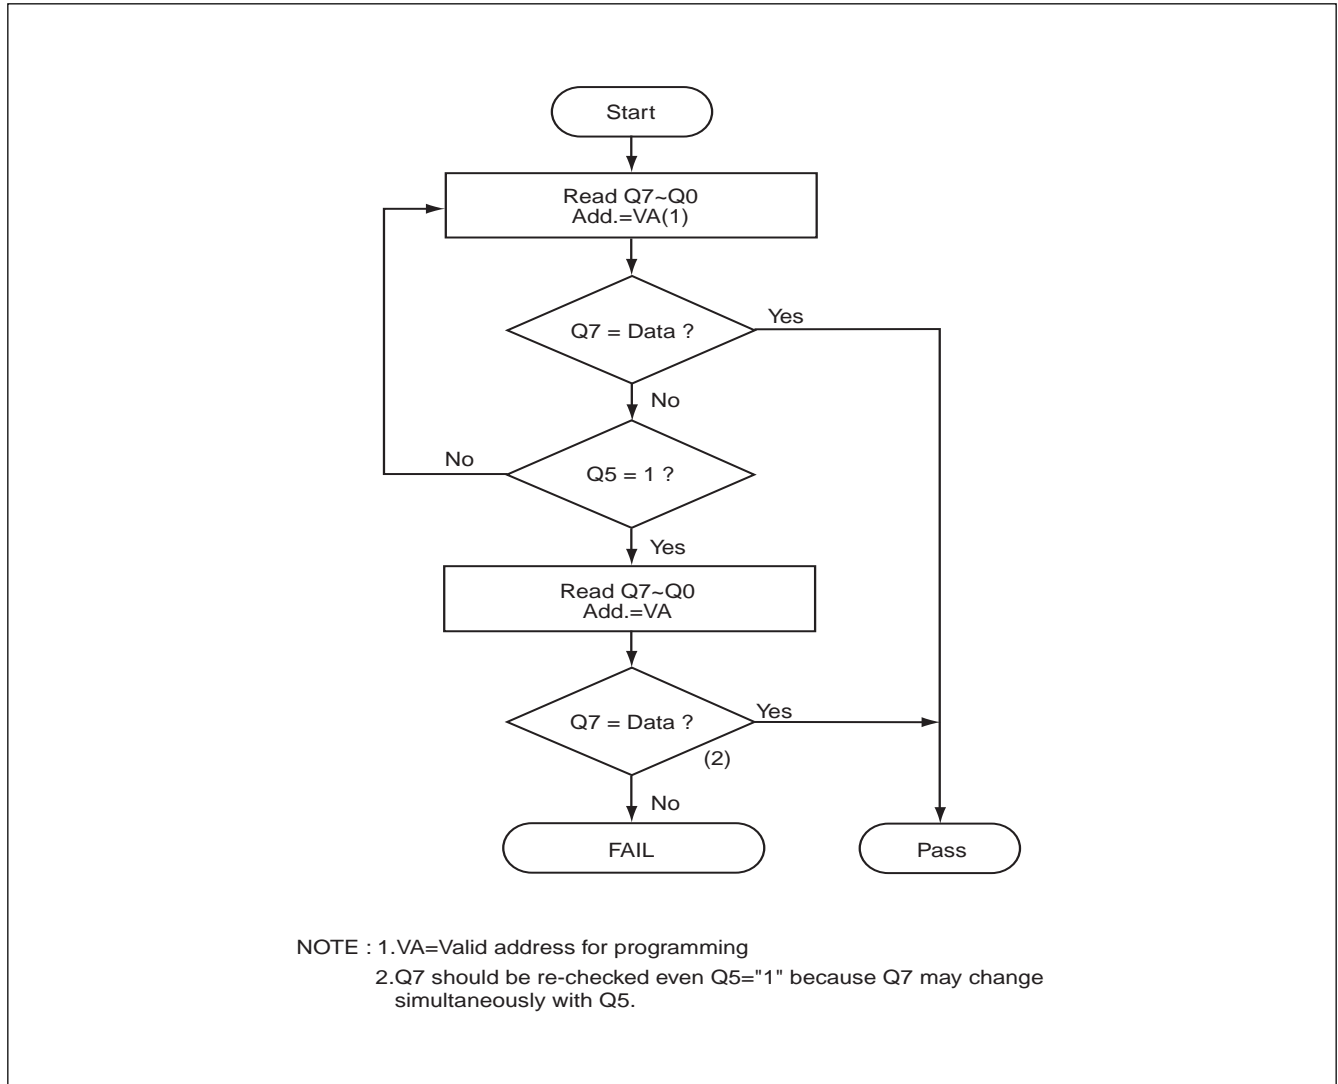 Start
Read Q7~Q0
Add.=VA(1)
Q7 = Data ?
Yes
No
No
Q5 = 1 ?
Yes
Read Q7~Q0
Add.=VA
Q7 = Data ?
Yes
(2)
No
FAIL
Pass
NOTE : 1.VA=Valid address for programming
2.Q7 should be re-checked even Q5="1" because Q7 may change
simultaneously with Q5.